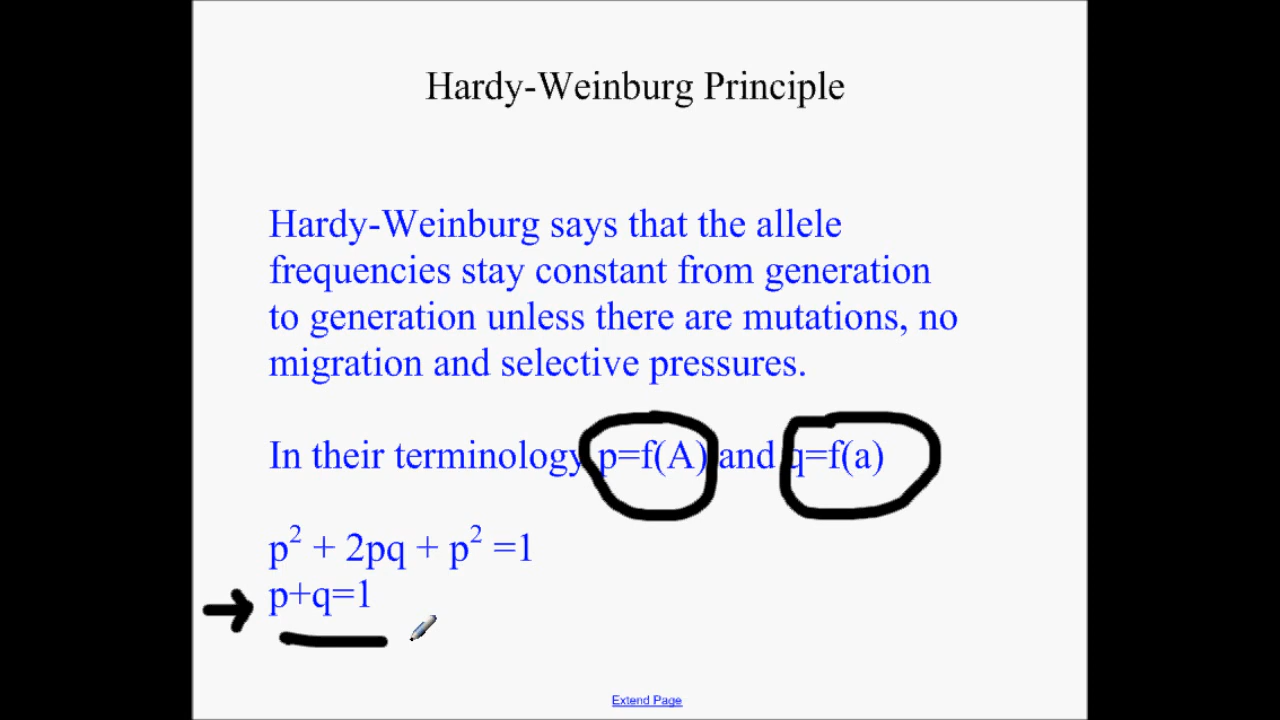 Hardy-Weinburg Principle
Hardy-Weinburg says that the allele
frequencies stay constant from generation
to generation unless there are mutations, no
migration and selective pressures.
In their terminology p=f(A) and q=f(a)
p² + 2pq + p² =1
p+q=1
Extend Page